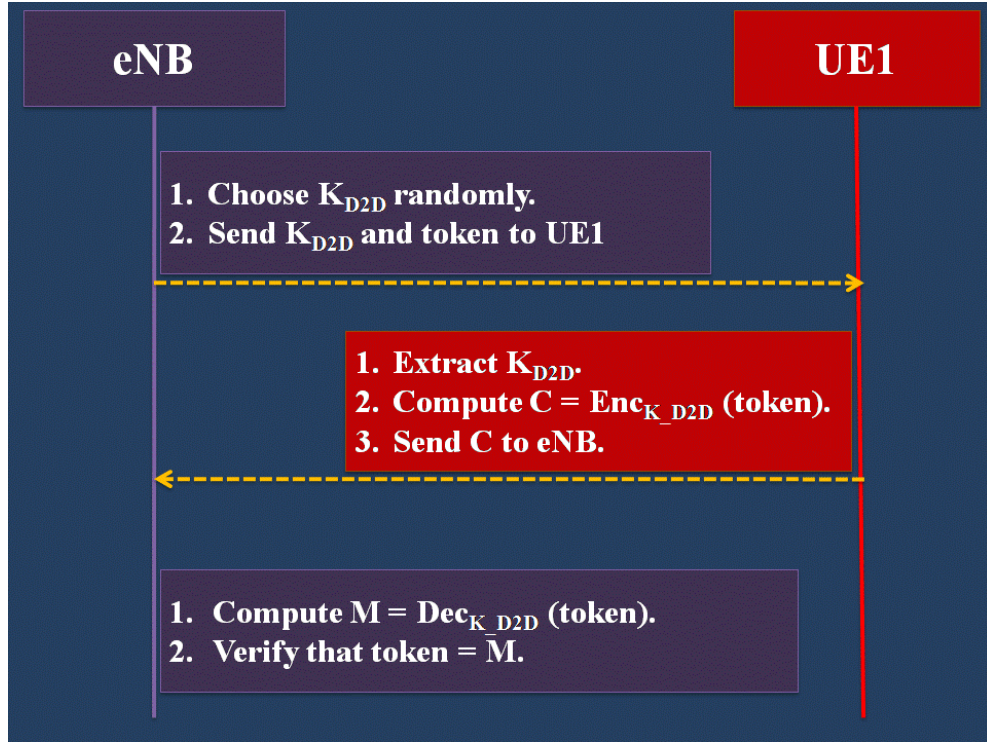 eNB
UE1
1. Choose K_D2D randomly.
2. Send K_D2D and token to UE1
1. Extract K_D2D.
2. Compute C = Enc_K_D2D (token).
3. Send C to eNB.
1. Compute M = Dec_K_D2D (token).
2. Verify that token = M.